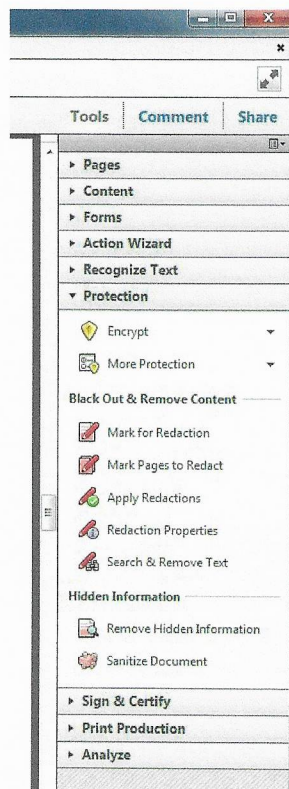 Tools Comment Share
Pages
Content
Forms
Action Wizard
Recognize Text
Protection
Encrypt
More Protection
Black Out & Remove Content
Mark for Redaction
Mark Pages to Redact
Apply Redactions
Redaction Properties
Search & Remove Text
Hidden Information
Remove Hidden Information
Sanitize Document
Sign & Certify
Print Production
Analyze